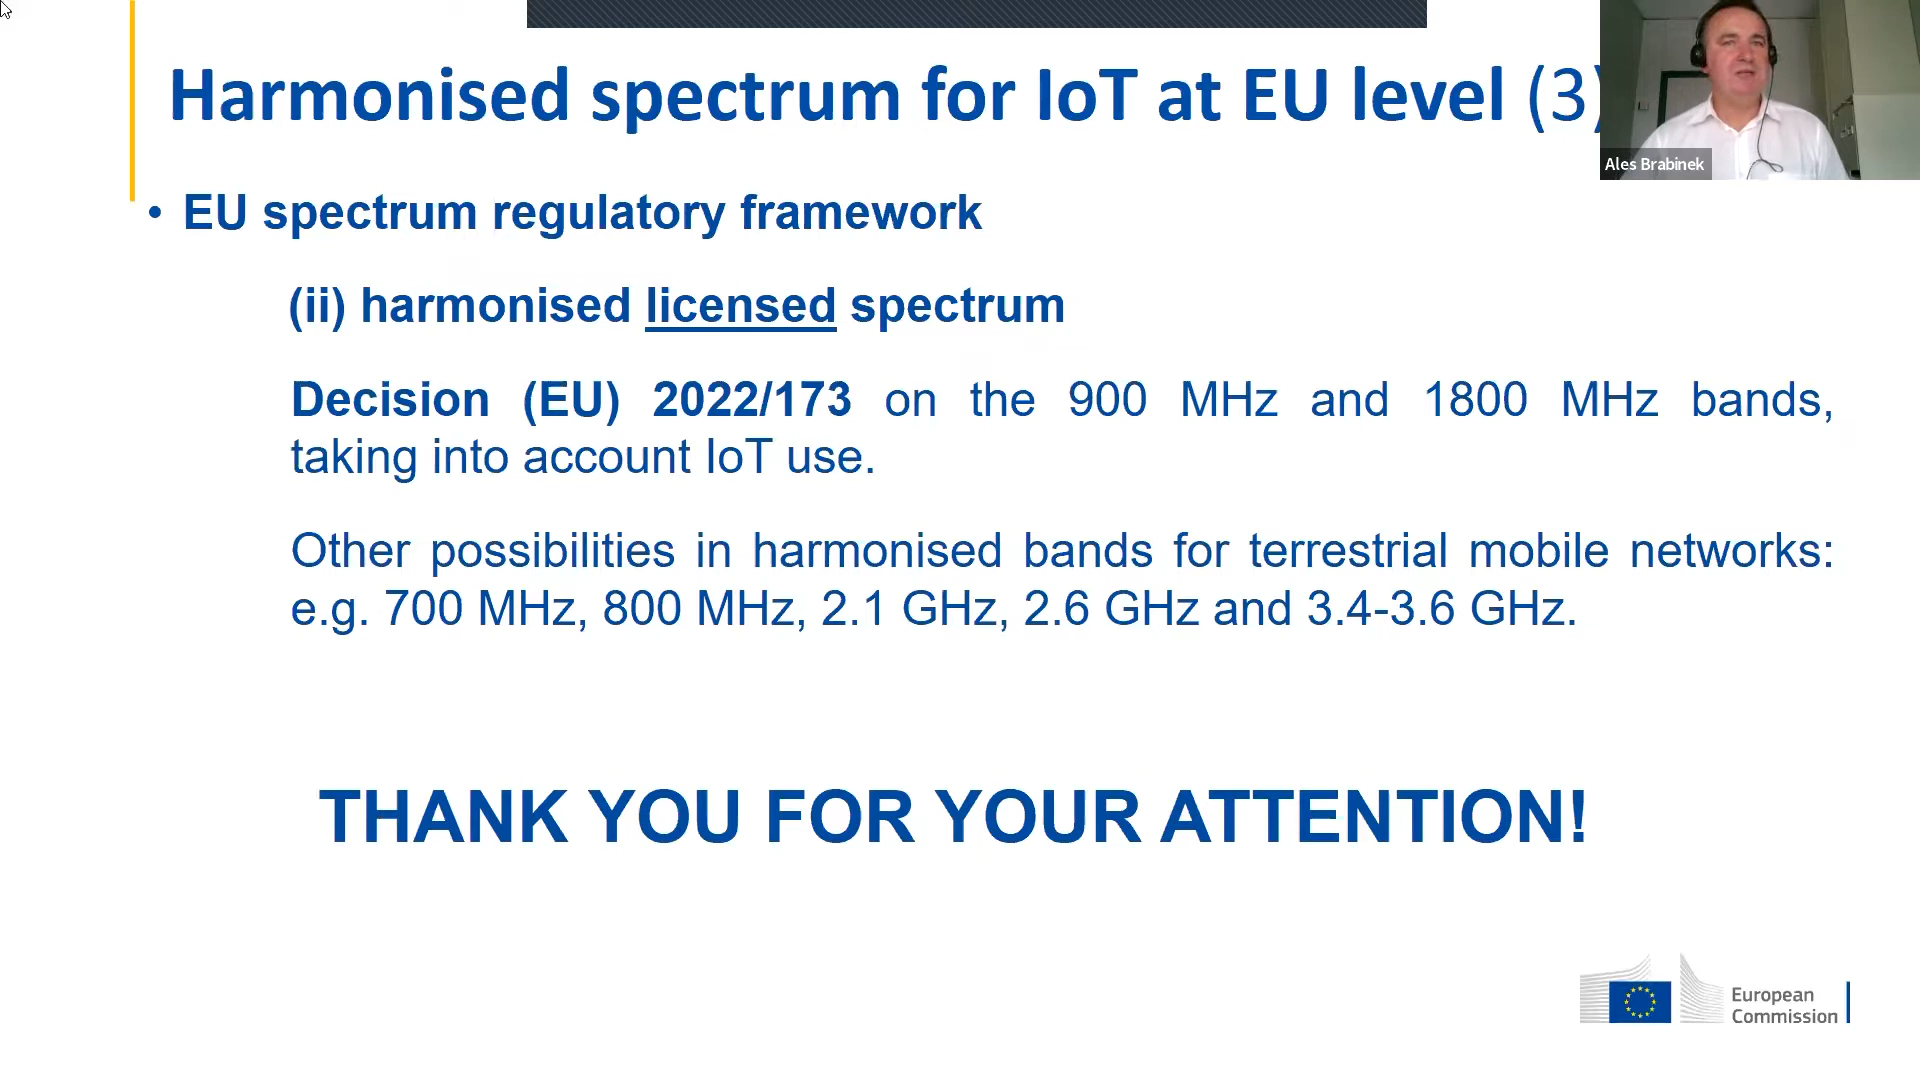 Harmonised spectrum for IoT at EU level (3)
Ales Brabinek
• EU spectrum regulatory framework
(ii) harmonised licensed spectrum
Decision (EU) 2022/173 on the 900 MHz and 1800 MHz bands,
taking into account IoT use.
Other possibilities in harmonised bands for terrestrial mobile networks:
e.g. 700 MHz, 800 MHz, 2.1 GHz, 2.6 GHz and 3.4-3.6 GHz.
THANK YOU FOR YOUR ATTENTION!
European
Commission